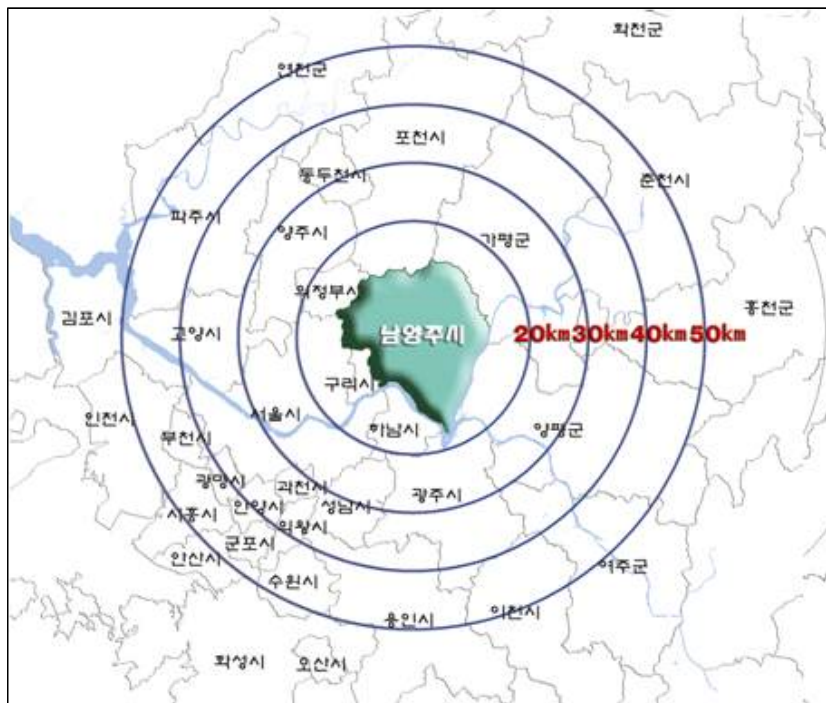 화천군
연천군
포천시
동두천시
춘천시
파주시
양주시
가평군
의정부시
홍천군
김포시
고양시
남양주시
20km 30km 40km 50km
구리시
인천시
서울시
하남시
양평군
부천시
광명시
과천시
광주시
안양시
성남시
시흥시
의왕시
군포시
안산시
여주군
수원시
용인시
이천시
화성시
오산시